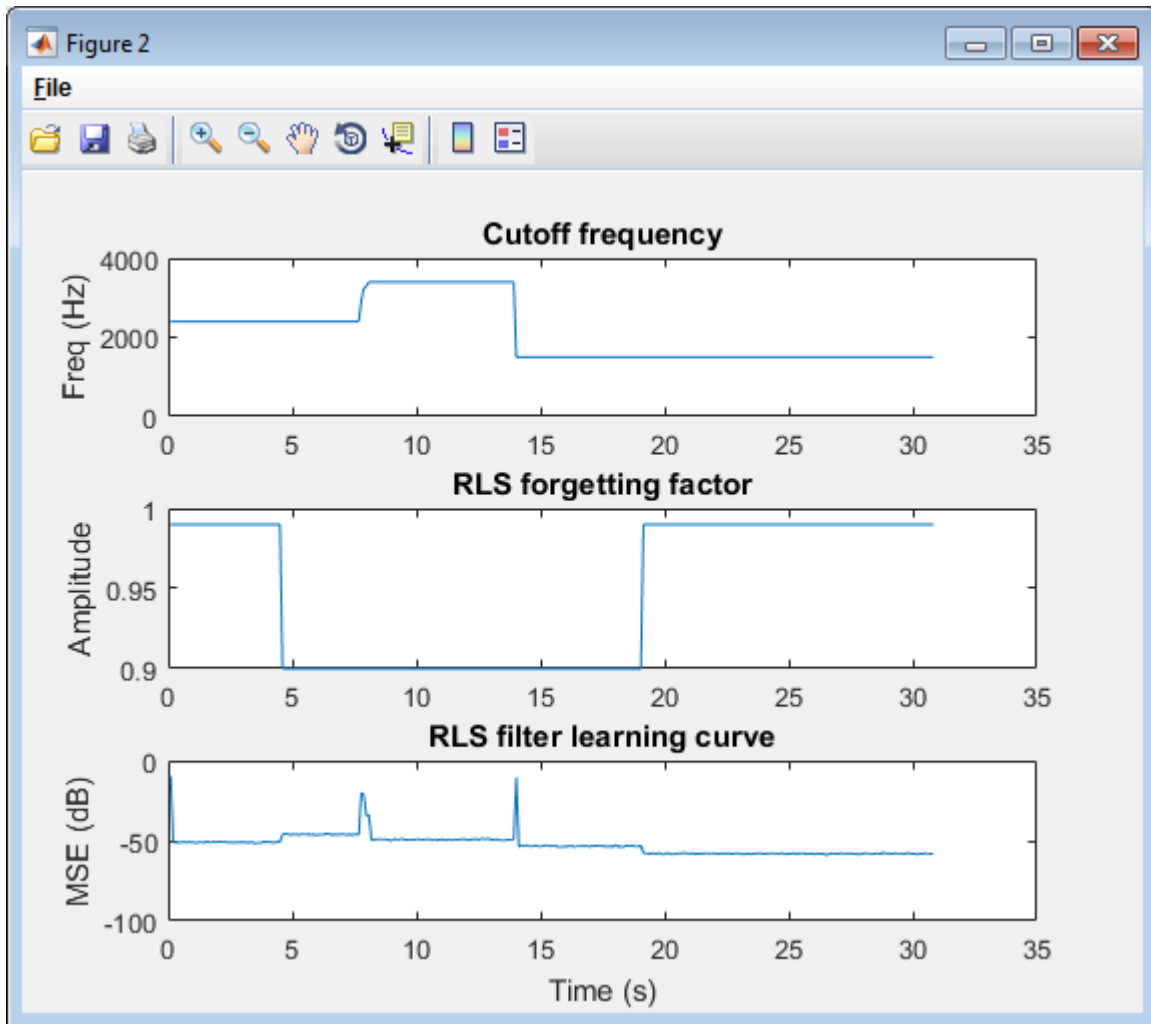 Figure 2
File
Cutoff frequency
Freq (Hz)
4000
2000
0
0 5 10 15 20 25 30 35
RLS forgetting factor
Amplitude
1
0.95
0.9
0 5 10 15 20 25 30 35
RLS filter learning curve
MSE (dB)
0
-50
-100
0 5 10 15 20 25 30 35
Time (s)